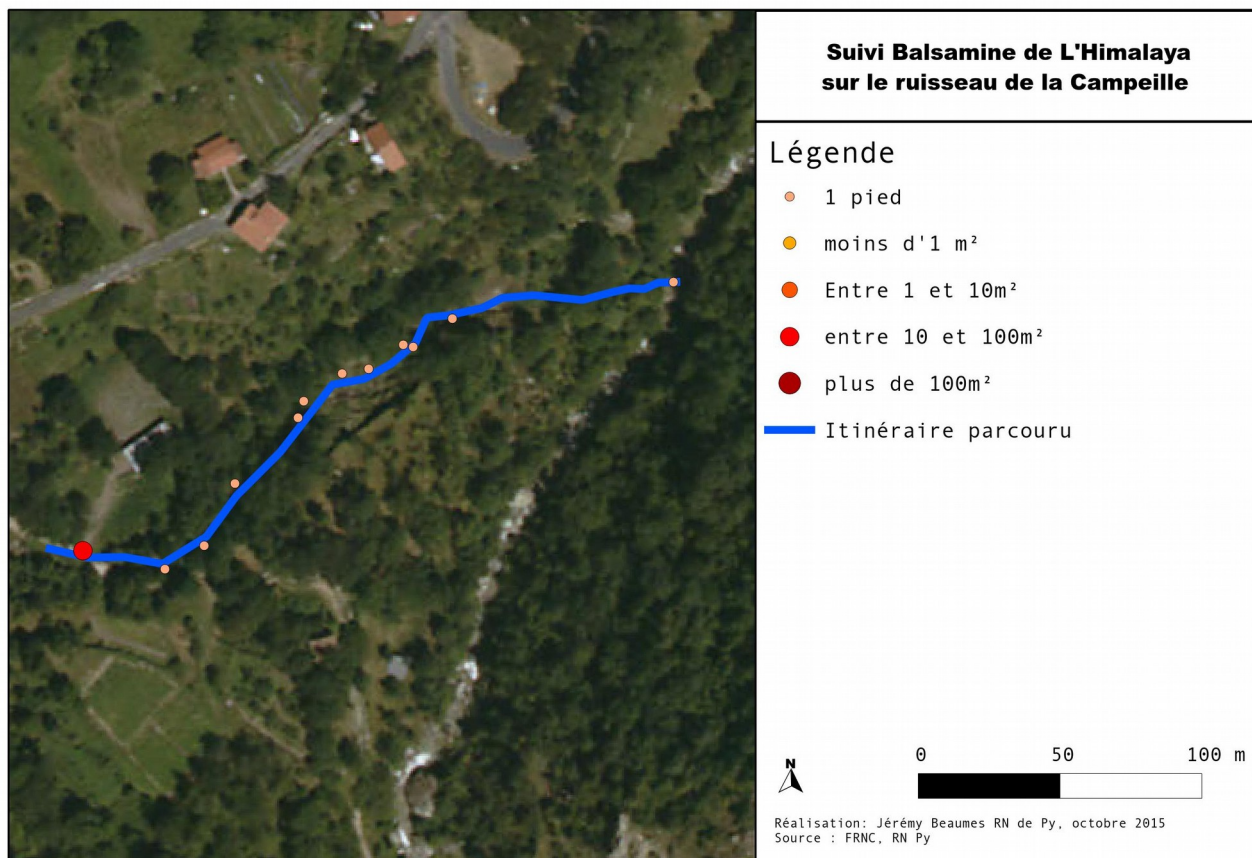 Suivi Balsamine de L'Himalaya
sur le ruisseau de la Campeille
Légende
1 pied
moins d'1 m²
Entre 1 et 10m²
entre 10 et 100m²
plus de 100m²
Itinéraire parcouru
N
0 50 100 m
Réalisation: Jérémy Beaumes RN de Py, octobre 2015
Source : FRNC, RN Py